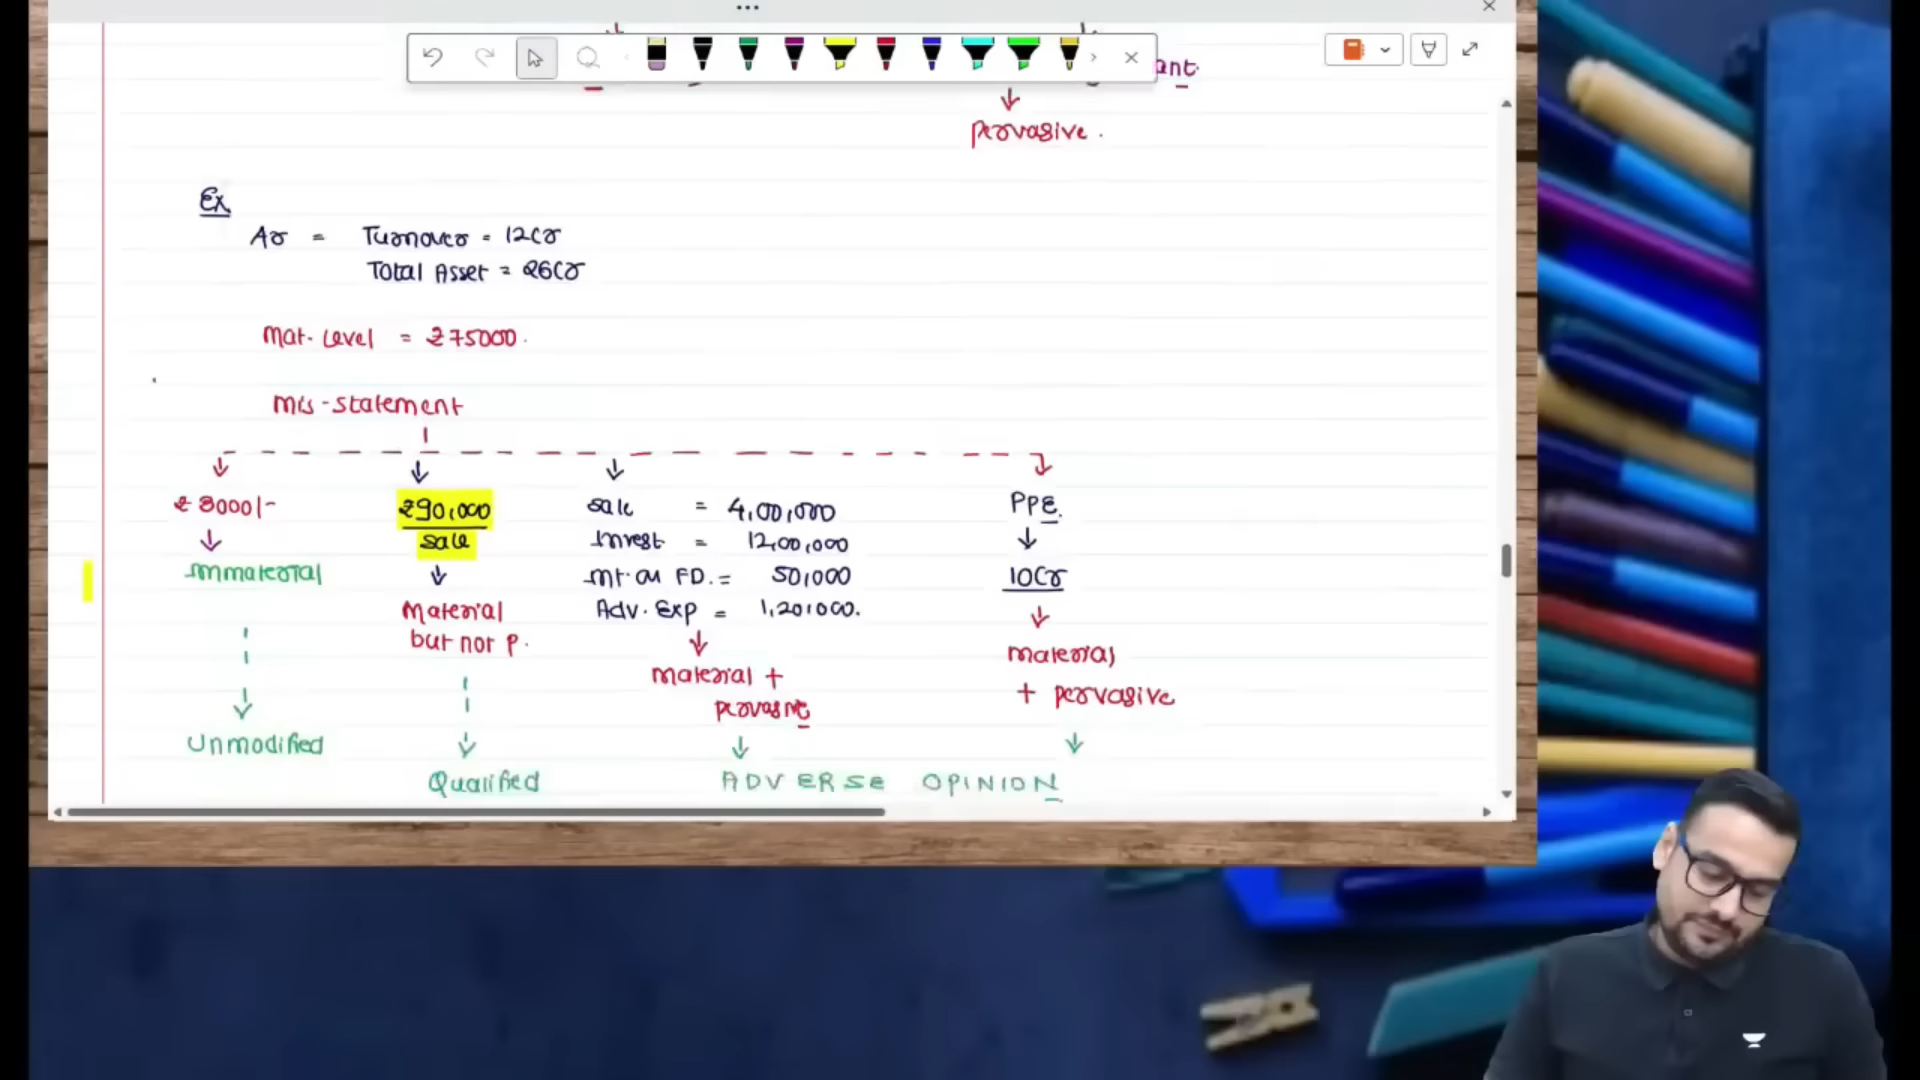 ant.
pervasive.
Ex
Ar = Turnover = 12Cr
Total Asset = 26Cr
Mat. Level = ₹75000.
Mis-statement
₹3000/-
₹90,000
sale
sale = 4,00,000
Invest = 12,00,000
Int. on FD. = 50,000
Adv. Exp = 1,20,000.
PPE.
10Cr
Immaterial
Material
but not p.
material +
pervasive
material
+ pervasive
Unmodified
Qualified
ADVERSE OPINION